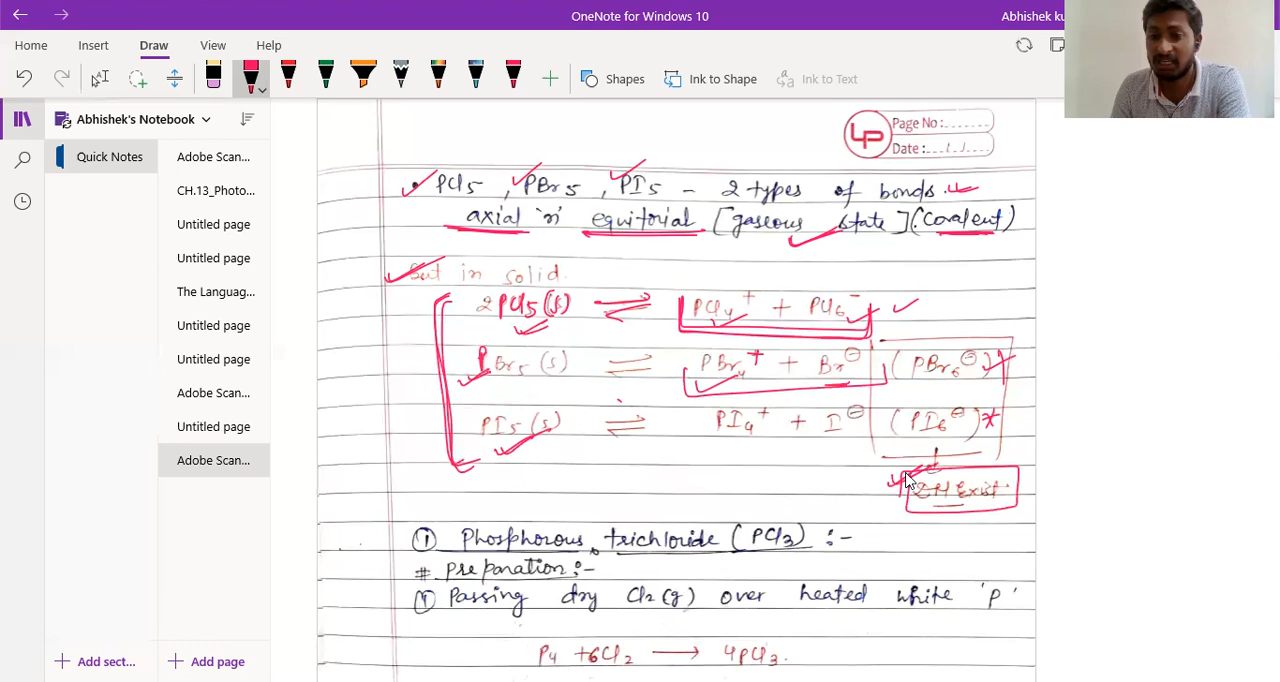 OneNote for Windows 10
Abhishek ku
Home Insert Draw View Help
Shapes Ink to Shape Ink to Text
Abhishek's Notebook
Quick Notes
Adobe Scan...
CH.13_Photo...
Untitled page
Untitled page
The Languag...
Untitled page
Untitled page
Adobe Scan...
Untitled page
Adobe Scan...
Add sect...
Add page
LP
Page No :.......
Date :..../..../......
• PCl5 , PBr5 , PI5 - 2 types of bonds.
axial 'n' equitorial [gaseous state] (covalent)
But in solid.
2PCl5(s) ⇌ PCl4+ + PCl6-
PBr5(s) ⇌ PBr4+ + Br⊖ (PBr6⊖)
PI5(s) ⇌ PI4+ + I⊖ (PI6⊖)
Exist
① Phosphorous trichloride (PCl3) :-
# Preparation :-
① Passing dry Cl2(g) over heated white 'P'
P4 + 6Cl2 → 4PCl3.